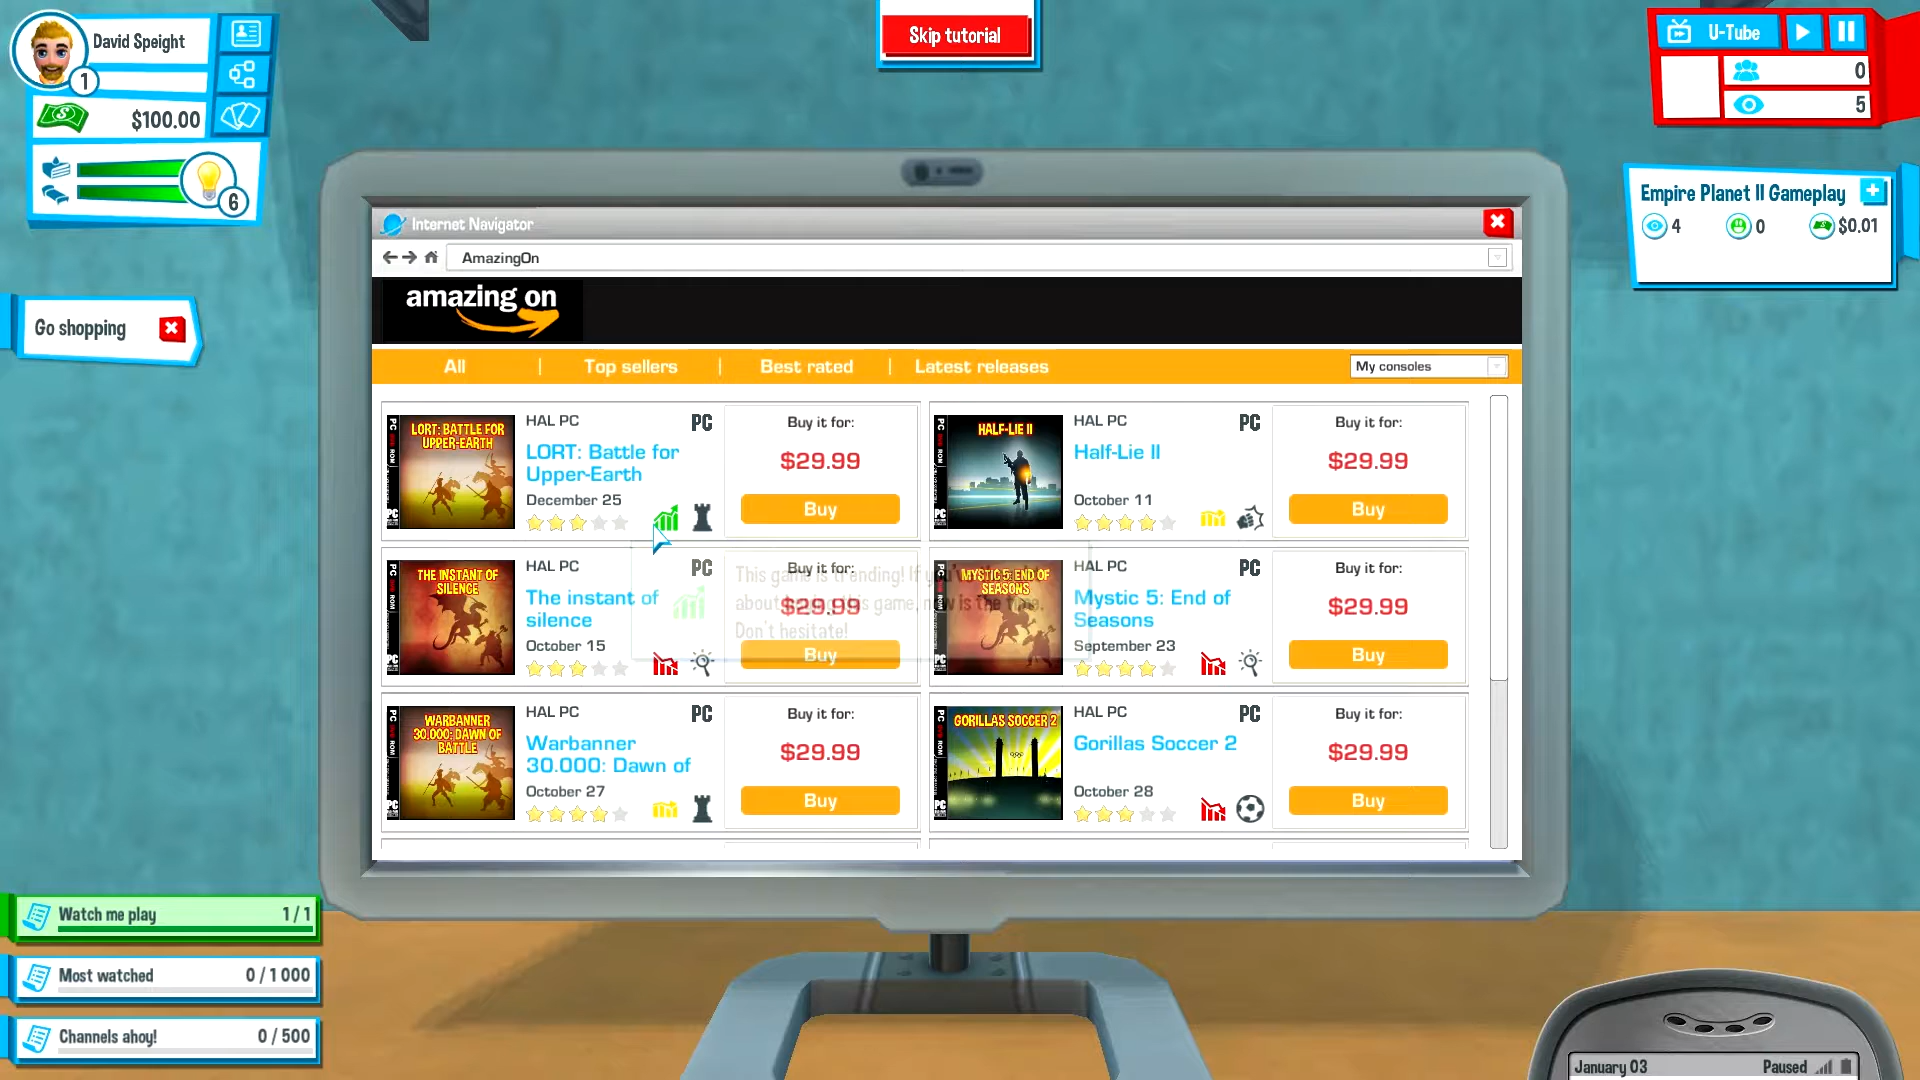 David Speight
1
$100.00
6
Skip tutorial
U-Tube
0
5
Empire Planet II Gameplay
4
0
$0.01
Go shopping
Internet Navigator
AmazingOn
amazing on
All
Top sellers
Best rated
Latest releases
My consoles
LORT: BATTLE FOR
UPPER-EARTH
HAL PC
PC
LORT: Battle for
Upper-Earth
December 25
Buy it for:
$29.99
Buy
HALF-LIE II
HAL PC
PC
Half-Lie II
October 11
Buy it for:
$29.99
Buy
THE INSTANT OF
SILENCE
HAL PC
PC
The instant of
silence
October 15
Buy it for:
$29.99
Buy
This game is trending! If
about this game, now is the time.
Don't hesitate!
MYSTIC 5: END OF
SEASONS
HAL PC
PC
Mystic 5: End of
Seasons
September 23
Buy it for:
$29.99
Buy
WARBANNER
30.000: DAWN OF
BATTLE
HAL PC
PC
Warbanner
30.000: Dawn of
October 27
Buy it for:
$29.99
Buy
GORILLAS SOCCER 2
HAL PC
PC
Gorillas Soccer 2
October 28
Buy it for:
$29.99
Buy
Watch me play
1 / 1
Most watched
0 / 1 000
Channels ahoy!
0 / 500
January 03
Paused